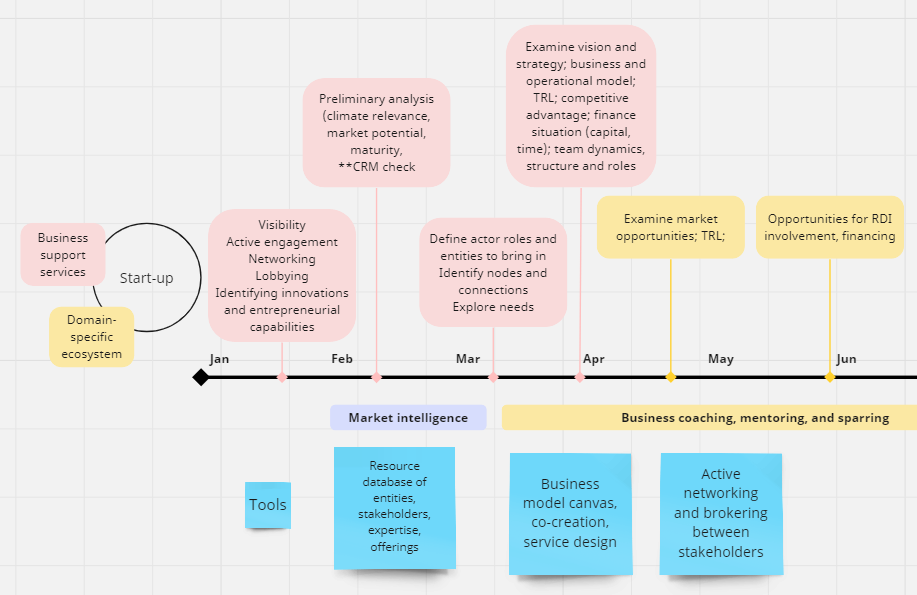 Examine vision and
strategy; business and
operational model;
TRL; competitive
advantage; finance
situation (capital,
time); team dynamics,
structure and roles
Preliminary analysis
(climate relevance,
market potential,
maturity,
**CRM check
Visibility
Active engagement
Networking
Lobbying
Identifying innovations
and entrepreneurial
capabilities
Define actor roles and
entities to bring in
Identify nodes and
connections
Explore needs
Examine market
opportunities; TRL;
Opportunities for RDI
involvement, financing
Business
support
services
Start-up
Domain-
specific
ecosystem
Jan
Feb
Mar
Apr
May
Jun
Market intelligence
Business coaching, mentoring, and sparring
Tools
Resource
database of
entities,
stakeholders,
expertise,
offerings
Business
model canvas,
co-creation,
service design
Active
networking
and brokering
between
stakeholders